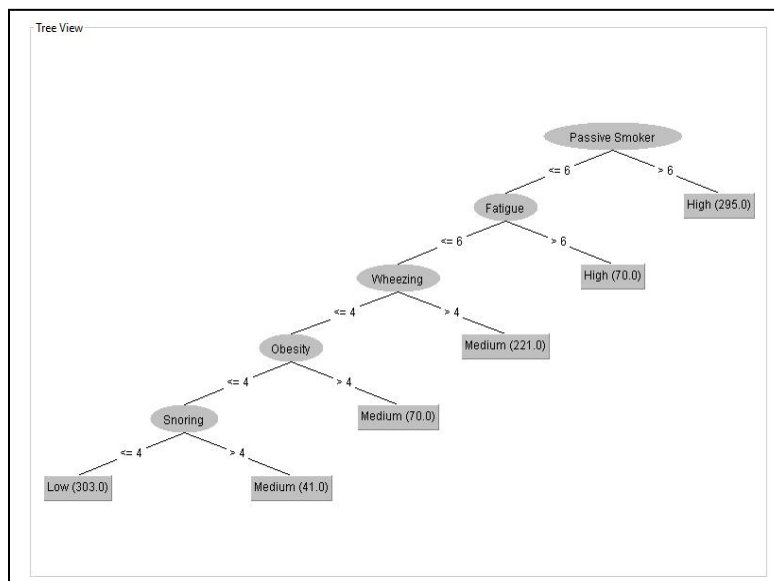 Tree View
Passive Smoker
<= 6
> 6
Fatigue
High (295.0)
<= 6
> 6
Wheezing
High (70.0)
<= 4
> 4
Obesity
Medium (221.0)
<= 4
> 4
Snoring
Medium (70.0)
<= 4
> 4
Low (303.0)
Medium (41.0)